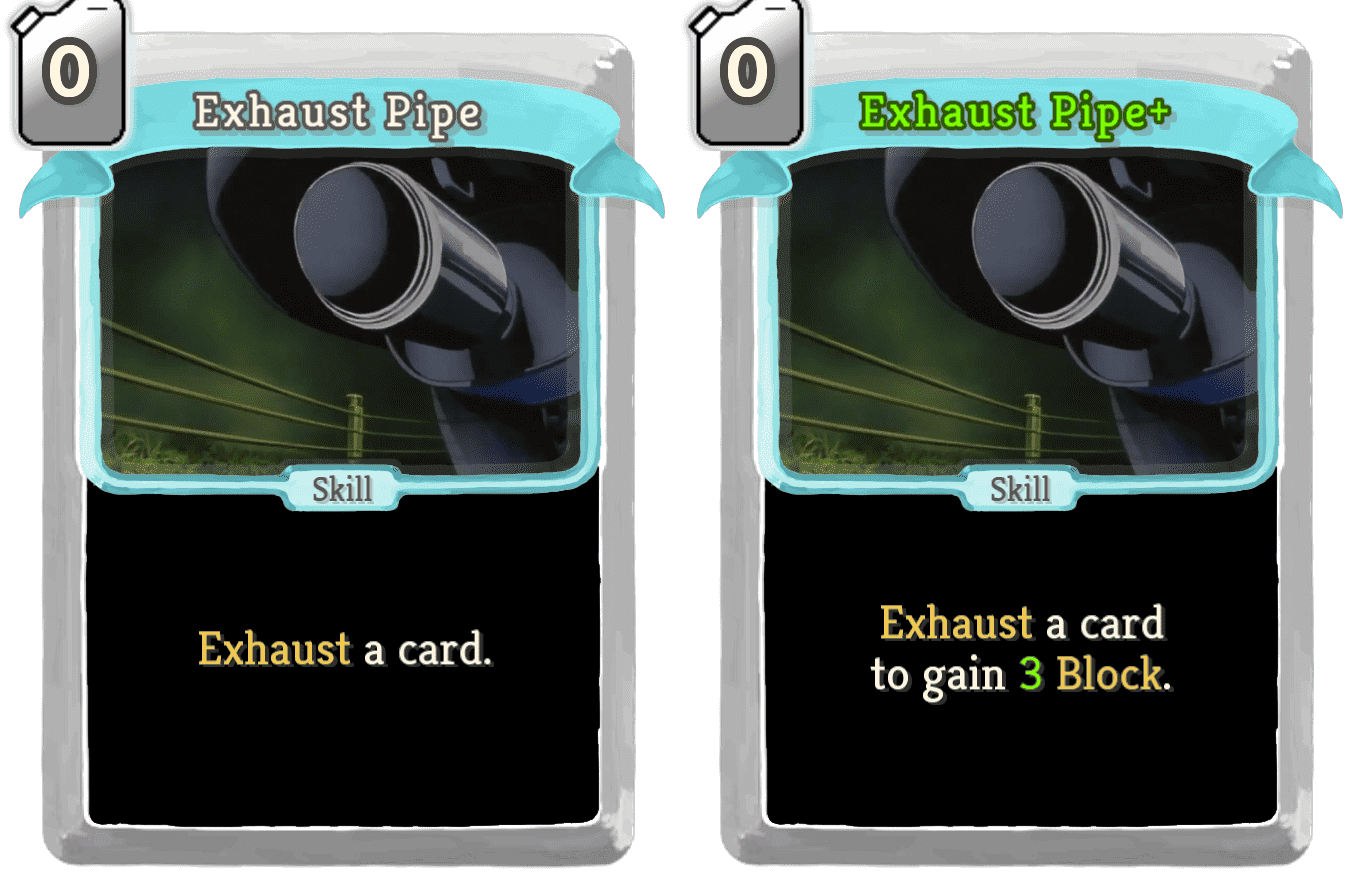 0
Exhaust Pipe
Skill
Exhaust a card.
0
Exhaust Pipe+
Skill
Exhaust a card
to gain 3 Block.